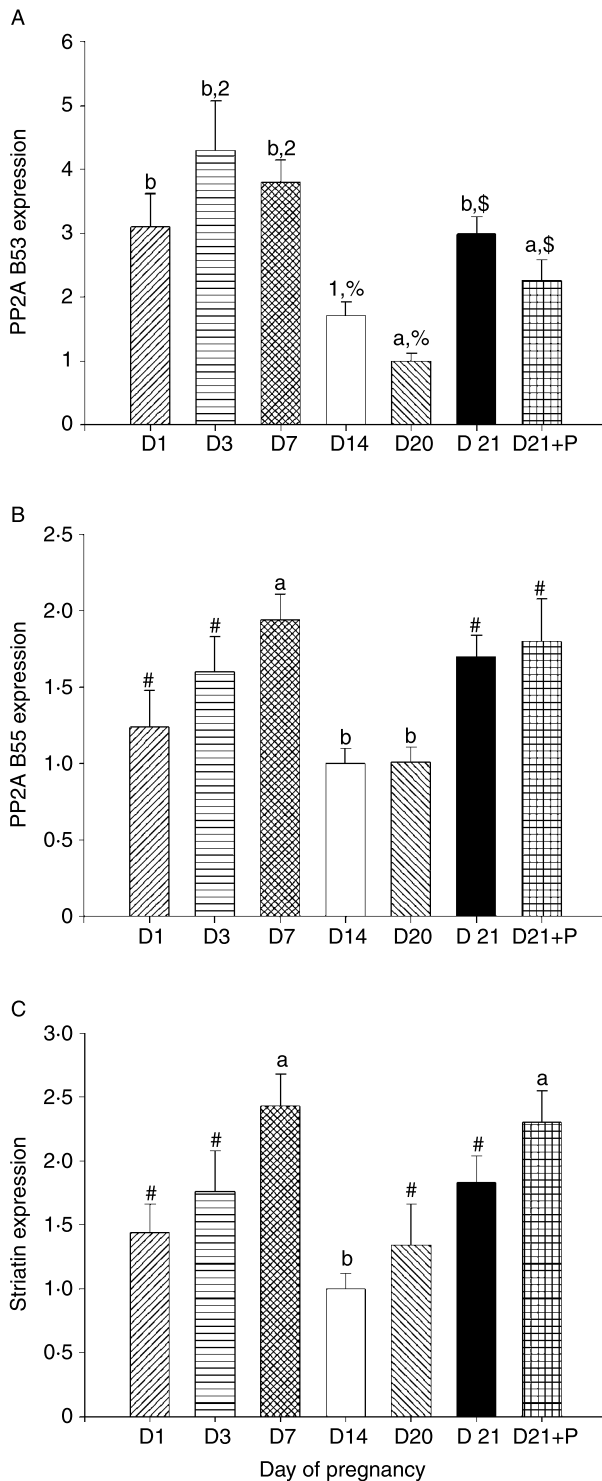 A
PP2A B53 expression
6
5
4
3
2
1
0
b
b,2
b,2
1,%
a,%
b,$
a,$
D1 D3 D7 D14 D20 D 21 D21+P
B
PP2A B55 expression
2·5
2·0
1·5
1·0
0·5
0
#
#
a
b
b
#
#
D1 D3 D7 D14 D20 D 21 D21+P
C
Striatin expression
3·0
2·5
2·0
1·5
1·0
0·5
0
#
#
a
b
#
#
a
D1 D3 D7 D14 D20 D 21 D21+P
Day of pregnancy